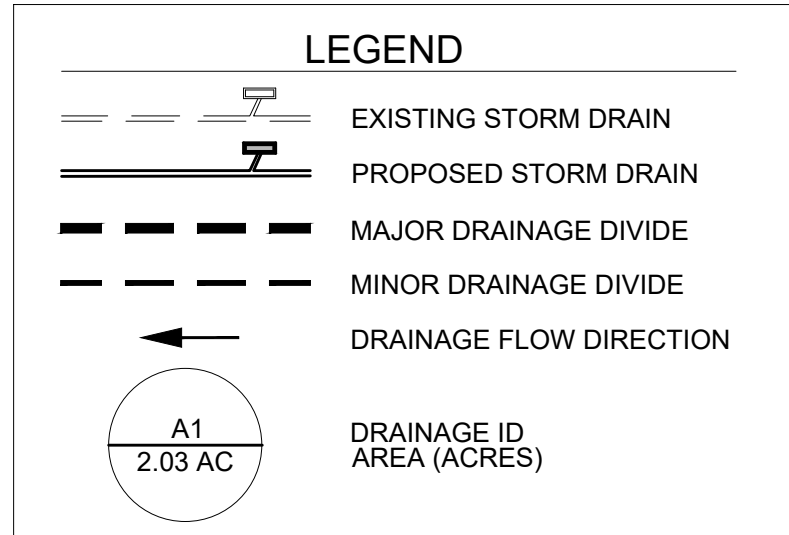 LEGEND
EXISTING STORM DRAIN
PROPOSED STORM DRAIN
MAJOR DRAINAGE DIVIDE
MINOR DRAINAGE DIVIDE
DRAINAGE FLOW DIRECTION
A1
2.03 AC
DRAINAGE ID
AREA (ACRES)